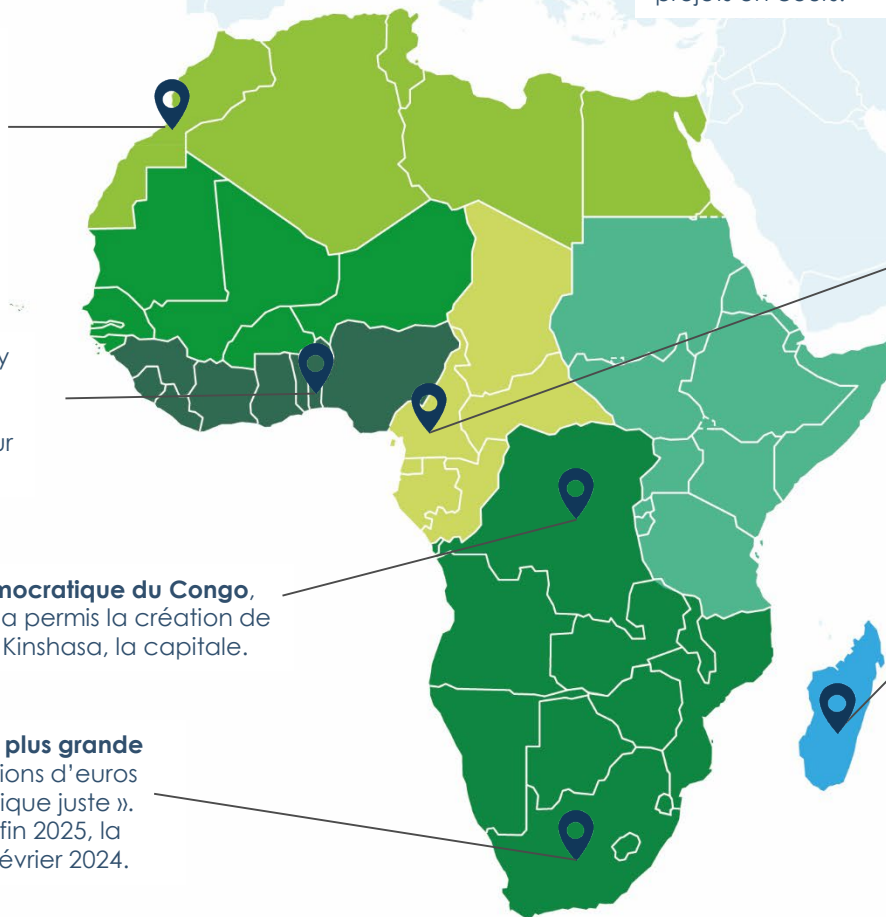 projets en cours.
y
ur
mocratique du Congo,
a permis la création de
Kinshasa, la capitale.
plus grande
ions d'euros
ique juste ».
fin 2025, la
évrier 2024.